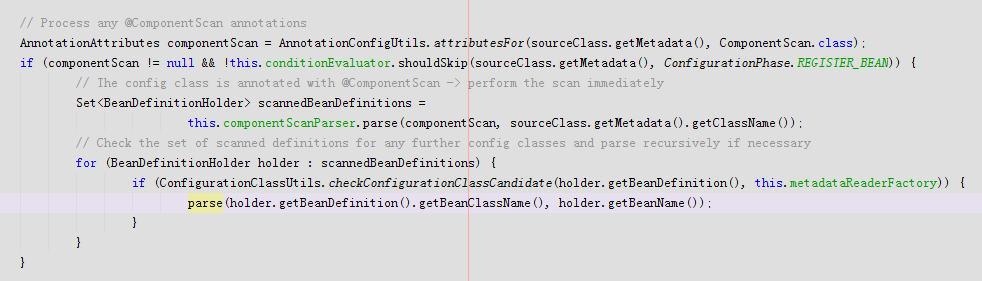 // Process any @ComponentScan annotations
AnnotationAttributes componentScan = AnnotationConfigUtils.attributesFor(sourceClass.getMetadata(), ComponentScan.class);
if (componentScan != null && !this.conditionEvaluator.shouldSkip(sourceClass.getMetadata(), ConfigurationPhase.REGISTER_BEAN)) {
// The config class is annotated with @ComponentScan -> perform the scan immediately
Set<BeanDefinitionHolder> scannedBeanDefinitions =
this.componentScanParser.parse(componentScan, sourceClass.getMetadata().getClassName());
// Check the set of scanned definitions for any further config classes and parse recursively if necessary
for (BeanDefinitionHolder holder : scannedBeanDefinitions) {
if (ConfigurationClassUtils.checkConfigurationClassCandidate(holder.getBeanDefinition(), this.metadataReaderFactory)) {
parse(holder.getBeanDefinition().getBeanClassName(), holder.getBeanName());
}
}
}